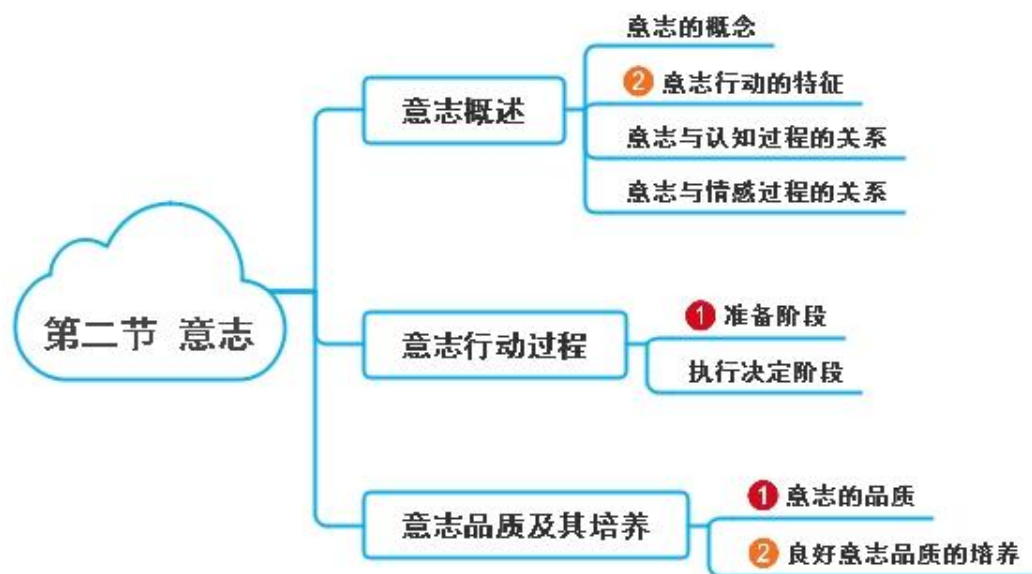 第二节 意志
意志概述
意志的概念
2 意志行动的特征
意志与认知过程的关系
意志与情感过程的关系
意志行动过程
1 准备阶段
执行决定阶段
意志品质及其培养
1 意志的品质
2 良好意志品质的培养